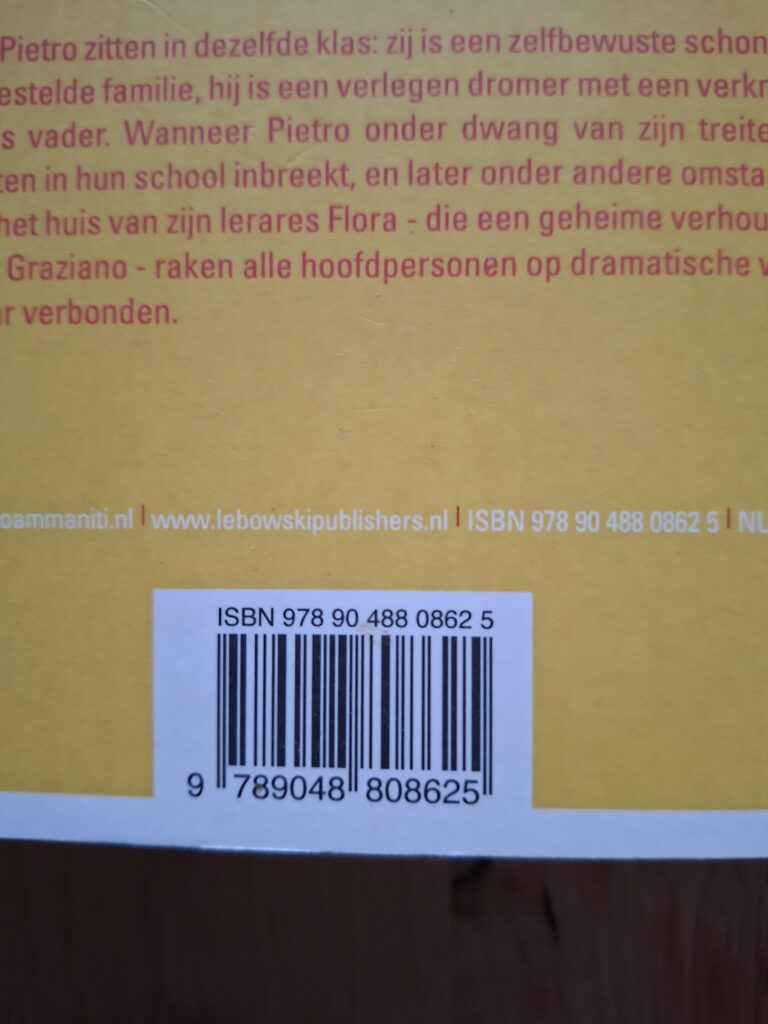 Pietro zitten in dezelfde klas: zij is een zelfbewuste schon
estelde familie, hij is een verlegen dromer met een verkn
s vader. Wanneer Pietro onder dwang van zijn treite
ten in hun school inbreekt, en later onder andere omsta
het huis van zijn lerares Flora - die een geheime verhou
Graziano - raken alle hoofdpersonen op dramatische v
ar verbonden.
oammaniti.nl | www.lebowskipublishers.nl | ISBN 978 90 488 0862 5 | NU
ISBN 978 90 488 0862 5
9 789048 808625